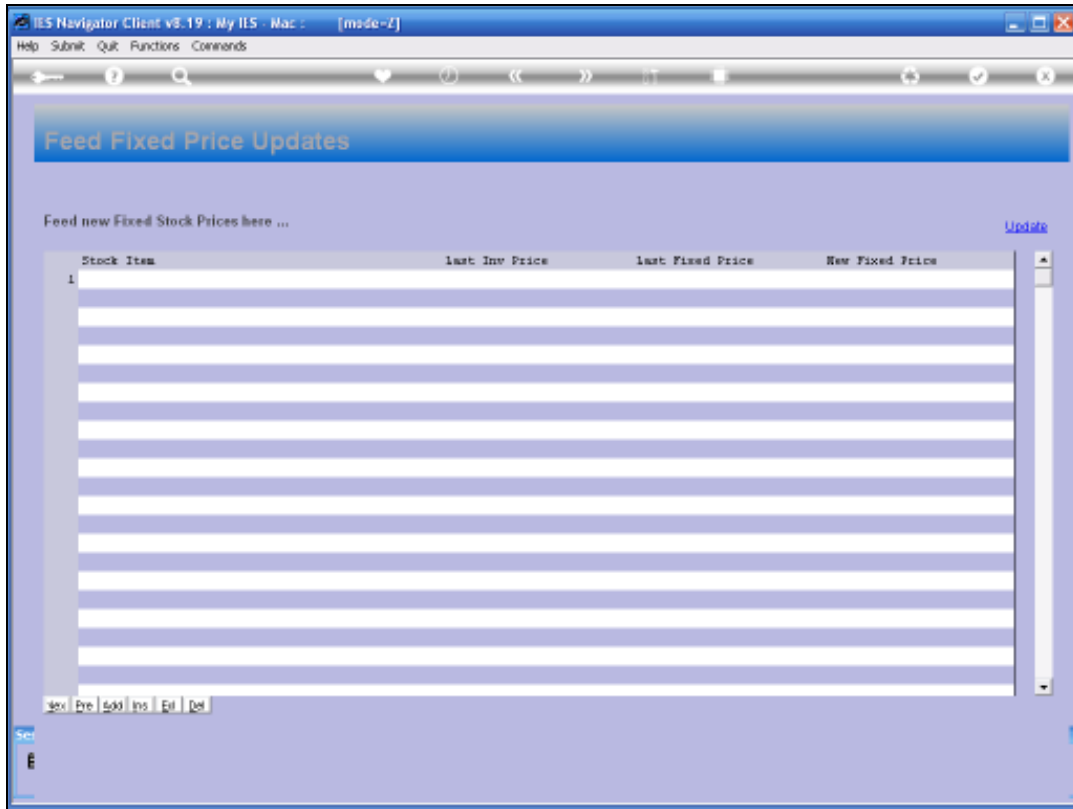 IES Navigator Client v8.19 : My IES - Mac : [mode=Z]
Help Submit Quit Functions Commands
Feed Fixed Price Updates
Feed new Fixed Stock Prices here ...
Update
Stock Item last Inv Price last Fixed Price New Fixed Price
1
Nex Pre Add Ins Ext Del